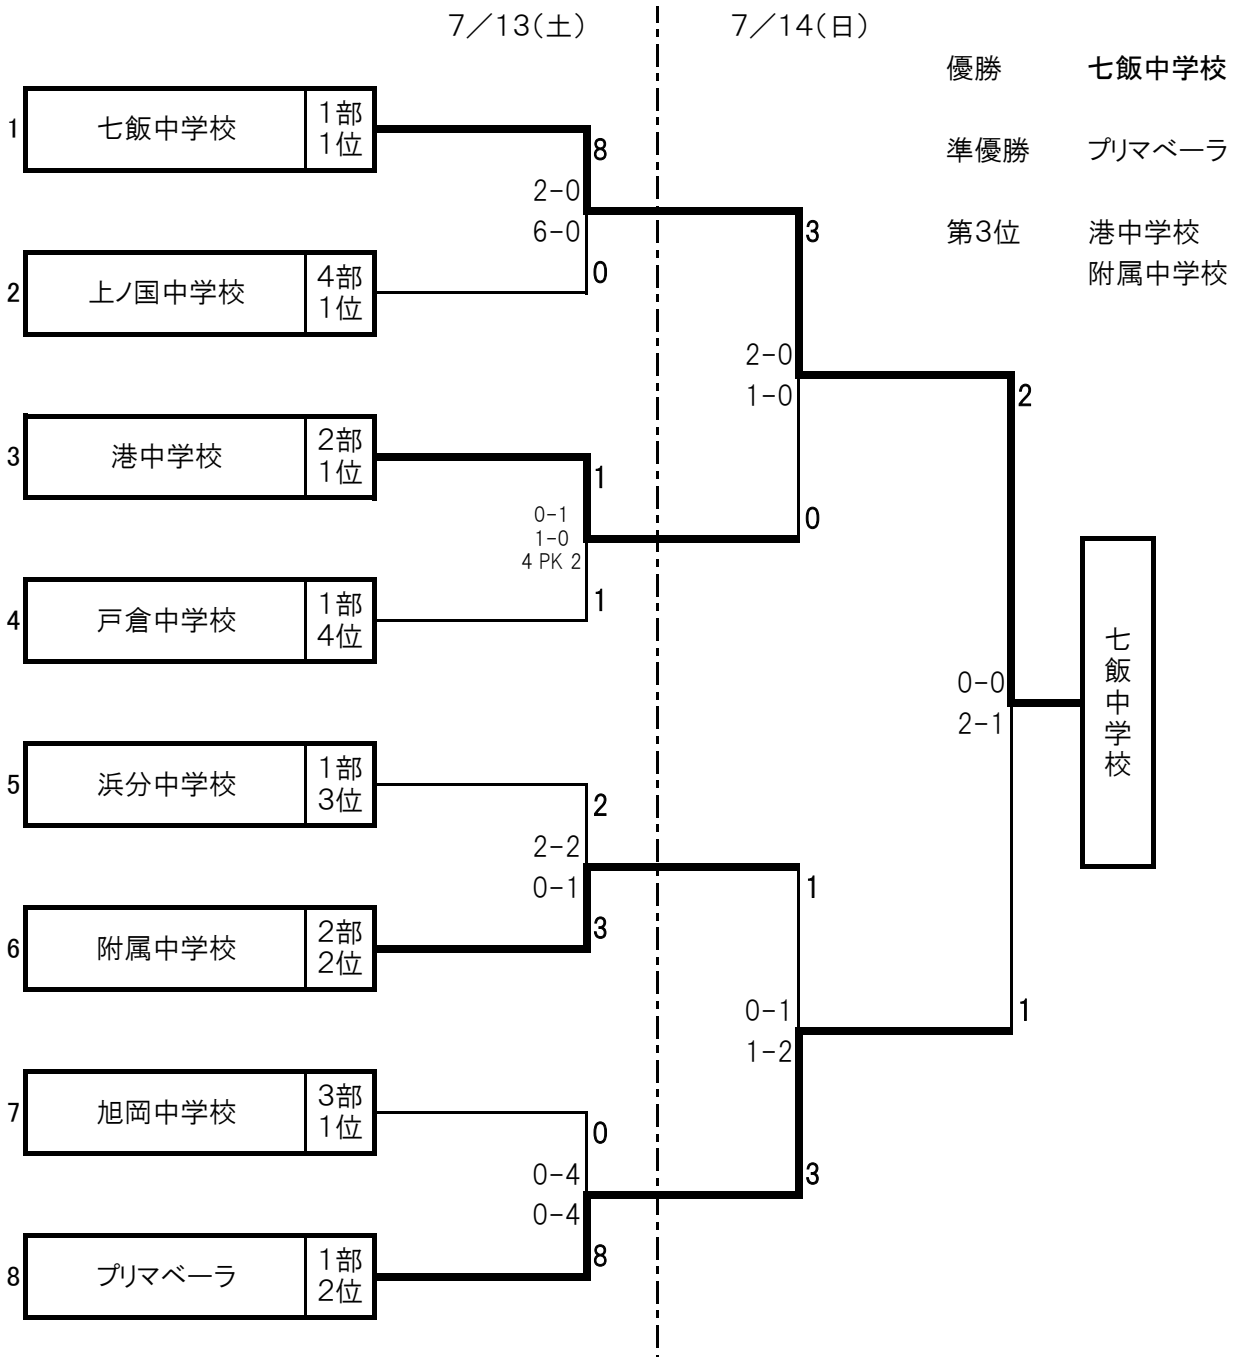 7／13(土)
7／14(日)
優勝 七飯中学校
準優勝 プリマベーラ
第3位 港中学校
附属中学校
1 七飯中学校 1部
1位
8
2-0
6-0
0
2 上ノ国中学校 4部
1位
3 港中学校 2部
1位
1
0-1
1-0
4 PK 2
1
4 戸倉中学校 1部
4位
3
2-0
1-0
0
5 浜分中学校 1部
3位
2
2-2
0-1
3
6 附属中学校 2部
2位
7 旭岡中学校 3部
1位
0
0-4
0-4
8
8 プリマベーラ 1部
2位
1
0-1
1-2
3
2
0-0
2-1
1
七飯中学校